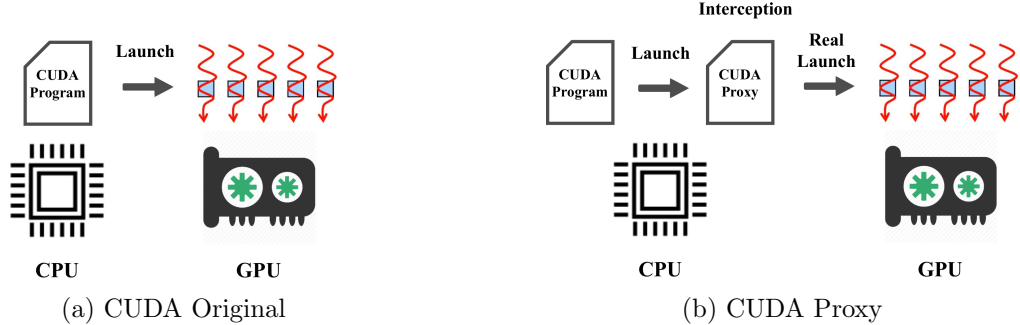 Launch
CUDA
Program
CPU
GPU
(a) CUDA Original
Interception
Launch
Real
Launch
CUDA
Program
CUDA
Proxy
CPU
GPU
(b) CUDA Proxy